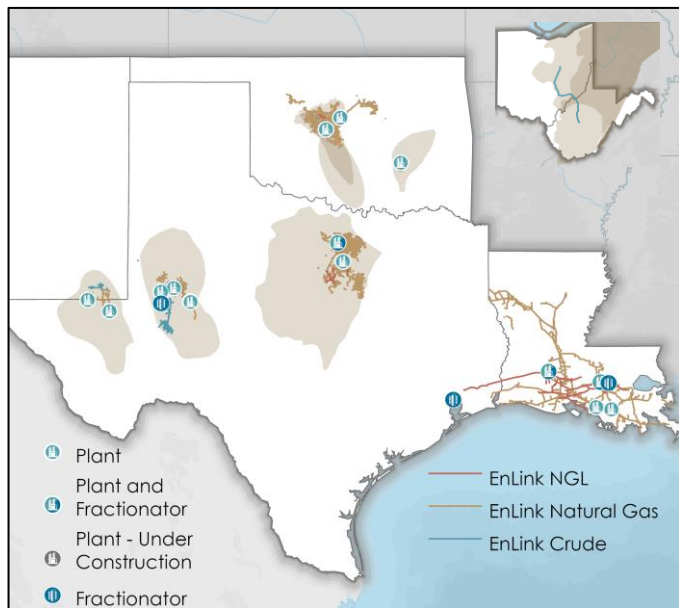 Plant
Plant and
Fractionator
Plant - Under
Construction
Fractionator
EnLink NGL
EnLink Natural Gas
EnLink Crude